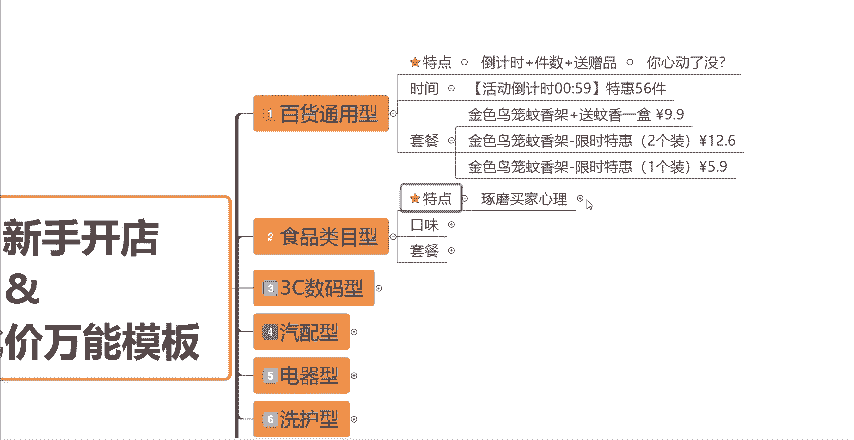 ★特点 倒计时+件数+送赠品 你心动了没？
时间 【活动倒计时00:59】特惠56件
1 百货通用型
套餐
金色鸟笼蚊香架+送蚊香一盒 ¥9.9
金色鸟笼蚊香架-限时特惠（2个装）¥12.6
金色鸟笼蚊香架-限时特惠（1个装）¥5.9
★特点 琢磨买家心理
2 食品类目型
口味
套餐
新手开店
&
价万能模板
3 3C数码型
4 汽配型
5 电器型
6 洗护型